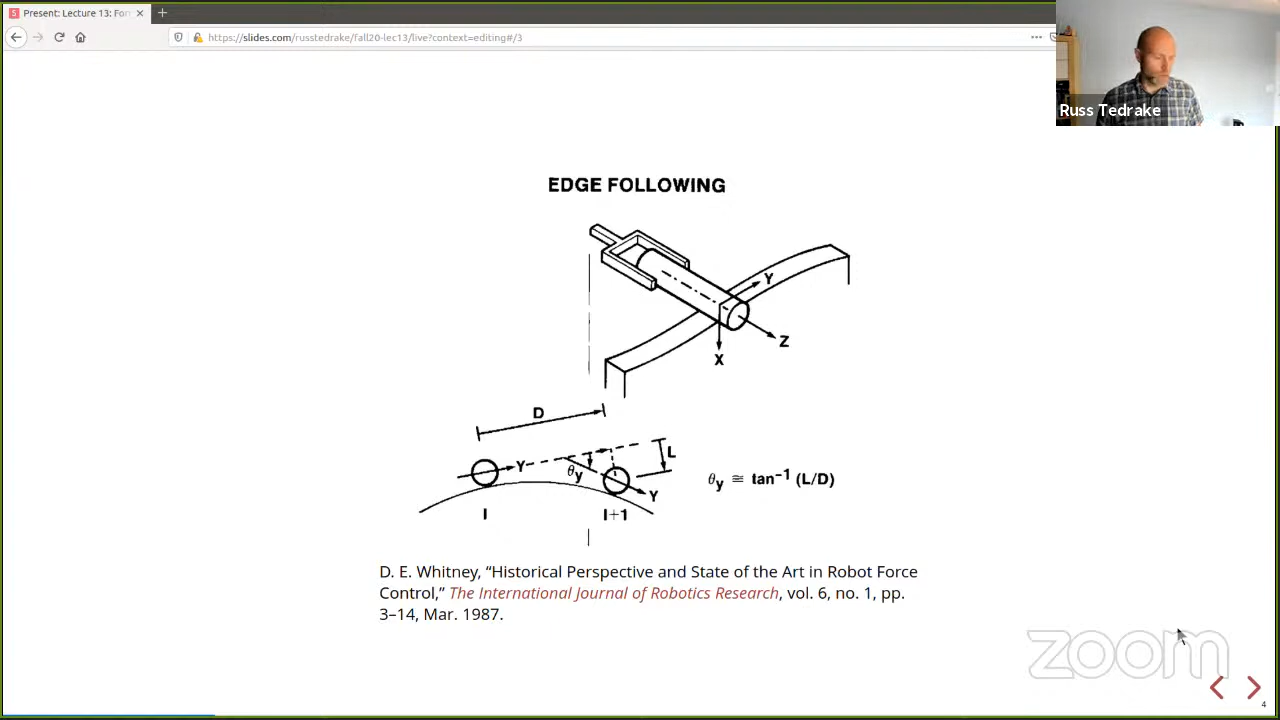 Present: Lecture 13: For
https://slides.com/russtedrake/fall20-lec13/live?context=editing#/3
Russ Tedrake
EDGE FOLLOWING
Y
Z
X
D
L
Y
θy
Y
θy ≅ tan⁻¹ (L/D)
I
I+1
D. E. Whitney, “Historical Perspective and State of the Art in Robot Force
Control,” The International Journal of Robotics Research, vol. 6, no. 1, pp.
3–14, Mar. 1987.
zoom
4